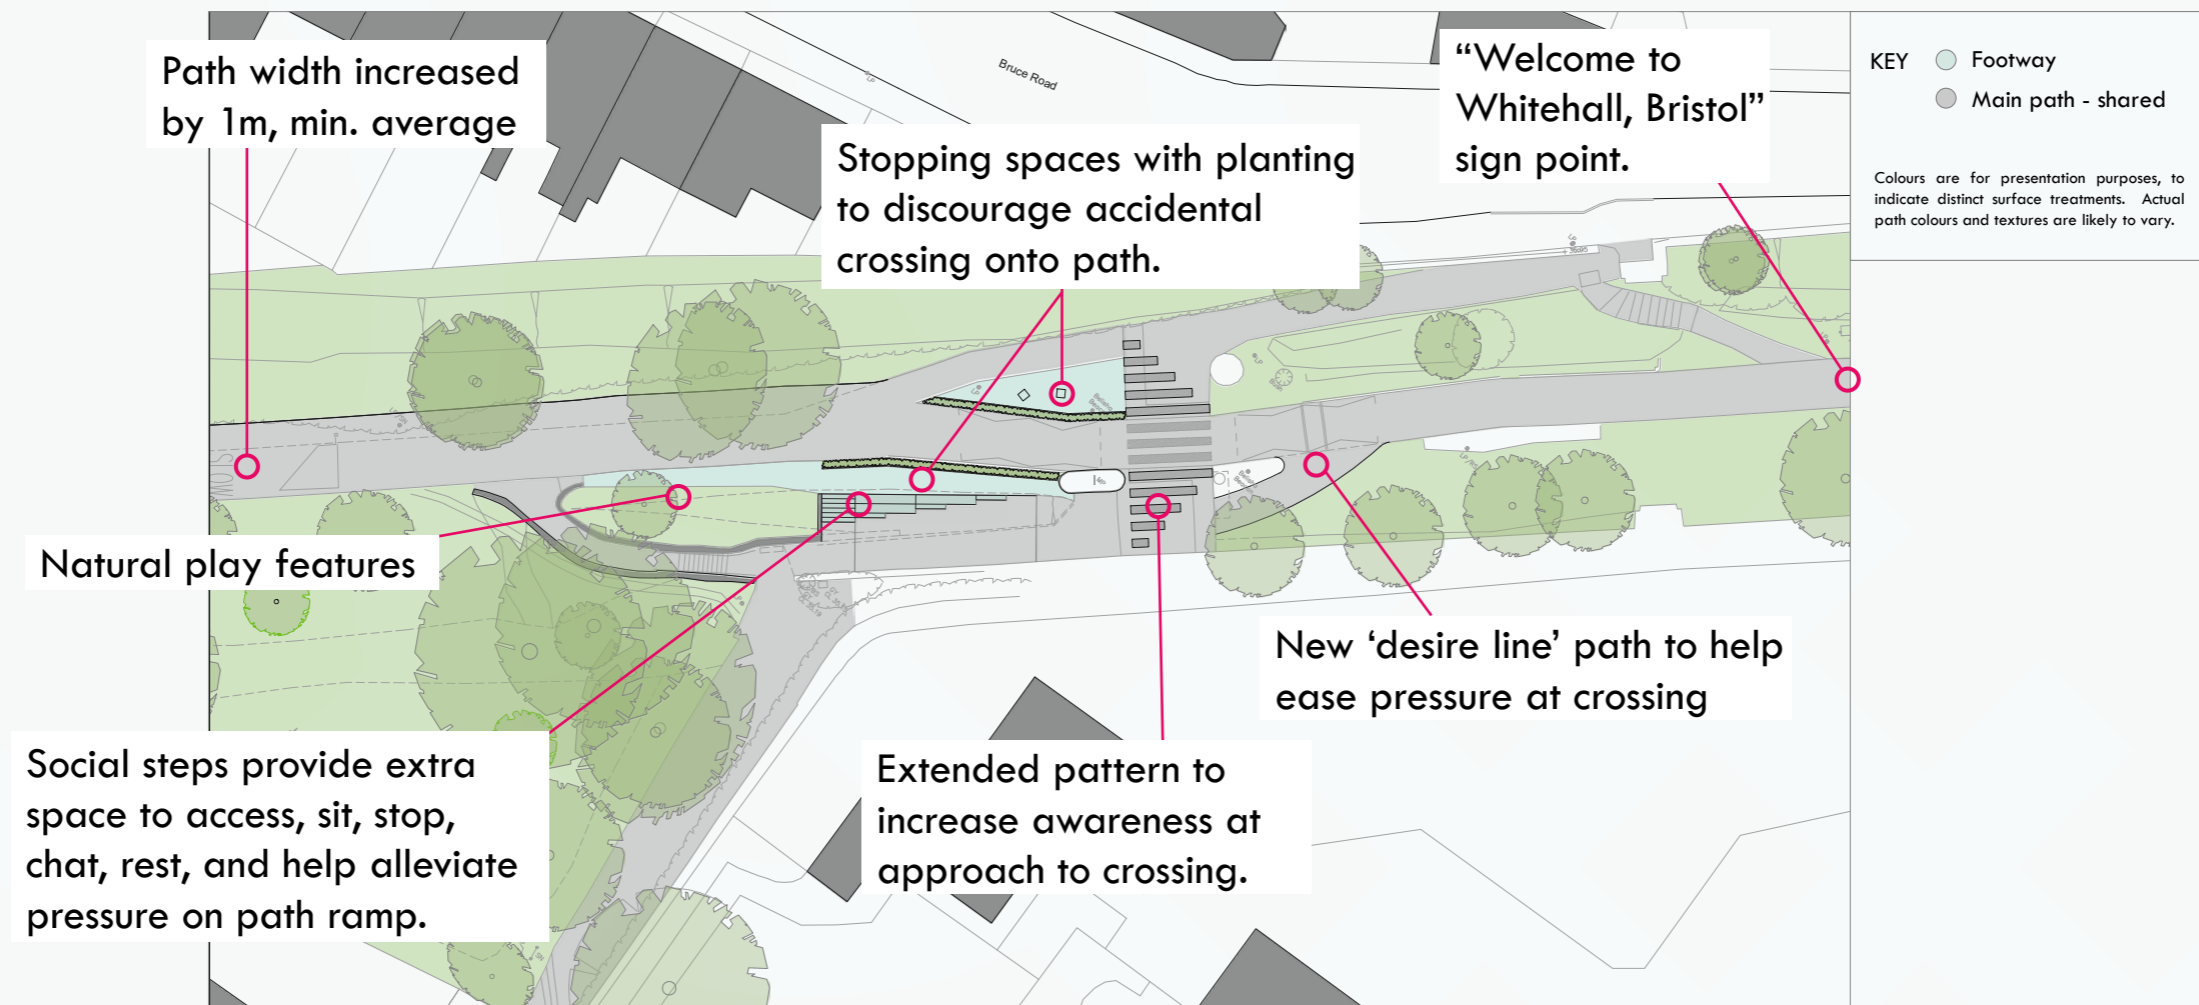 Path width increased
by 1m, min. average
Bruce Road
"Welcome to
Whitehall, Bristol"
sign point.
KEY
Footway
Main path - shared
Colours are for presentation purposes, to
indicate distinct surface treatments. Actual
path colours and textures are likely to vary.
Stopping spaces with planting
to discourage accidental
crossing onto path.
Natural play features
New ‘desire line’ path to help
ease pressure at crossing
Social steps provide extra
space to access, sit, stop,
chat, rest, and help alleviate
pressure on path ramp.
Extended pattern to
increase awareness at
approach to crossing.